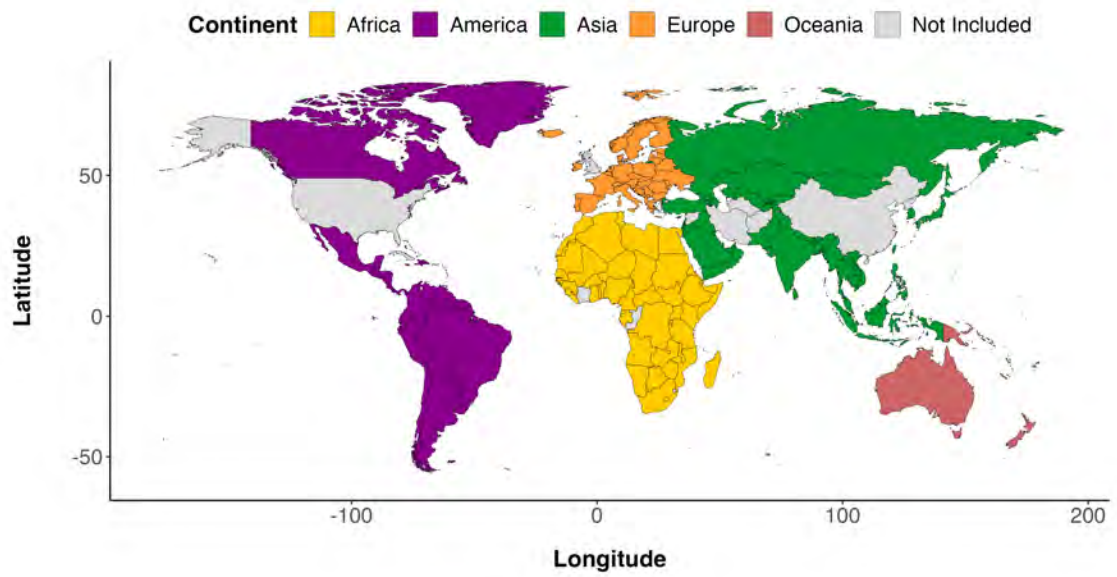 Continent Africa America Asia Europe Oceania Not Included
50
0
-50
Latitude
-100 0 100 200
Longitude